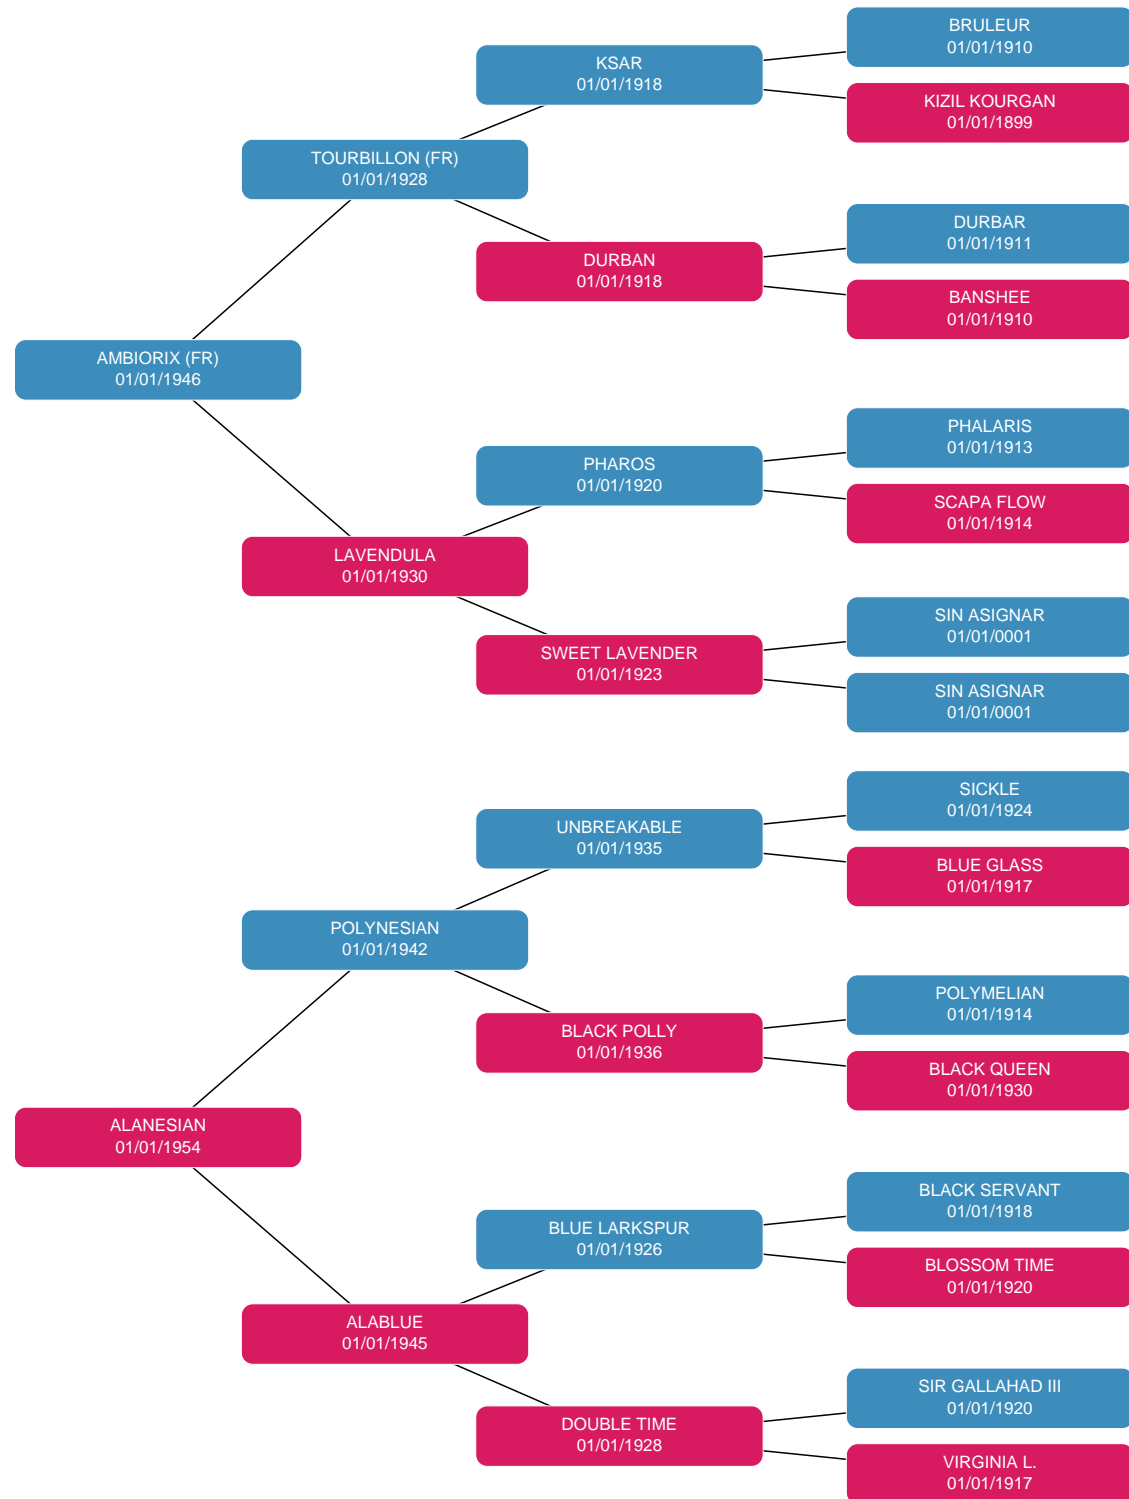 BRULEUR
01/01/1910
KSAR
01/01/1918
KIZIL KOURGAN
01/01/1899
TOURBILLON (FR)
01/01/1928
DURBAR
01/01/1911
DURBAN
01/01/1918
BANSHEE
01/01/1910
AMBIORIX (FR)
01/01/1946
PHALARIS
01/01/1913
PHAROS
01/01/1920
SCAPA FLOW
01/01/1914
LAVENDULA
01/01/1930
SIN ASIGNAR
01/01/0001
SWEET LAVENDER
01/01/1923
SIN ASIGNAR
01/01/0001
SICKLE
01/01/1924
UNBREAKABLE
01/01/1935
BLUE GLASS
01/01/1917
POLYNESIAN
01/01/1942
POLYMELIAN
01/01/1914
BLACK POLLY
01/01/1936
BLACK QUEEN
01/01/1930
ALANESIAN
01/01/1954
BLACK SERVANT
01/01/1918
BLUE LARKSPUR
01/01/1926
BLOSSOM TIME
01/01/1920
ALABLUE
01/01/1945
SIR GALLAHAD III
01/01/1920
DOUBLE TIME
01/01/1928
VIRGINIA L.
01/01/1917